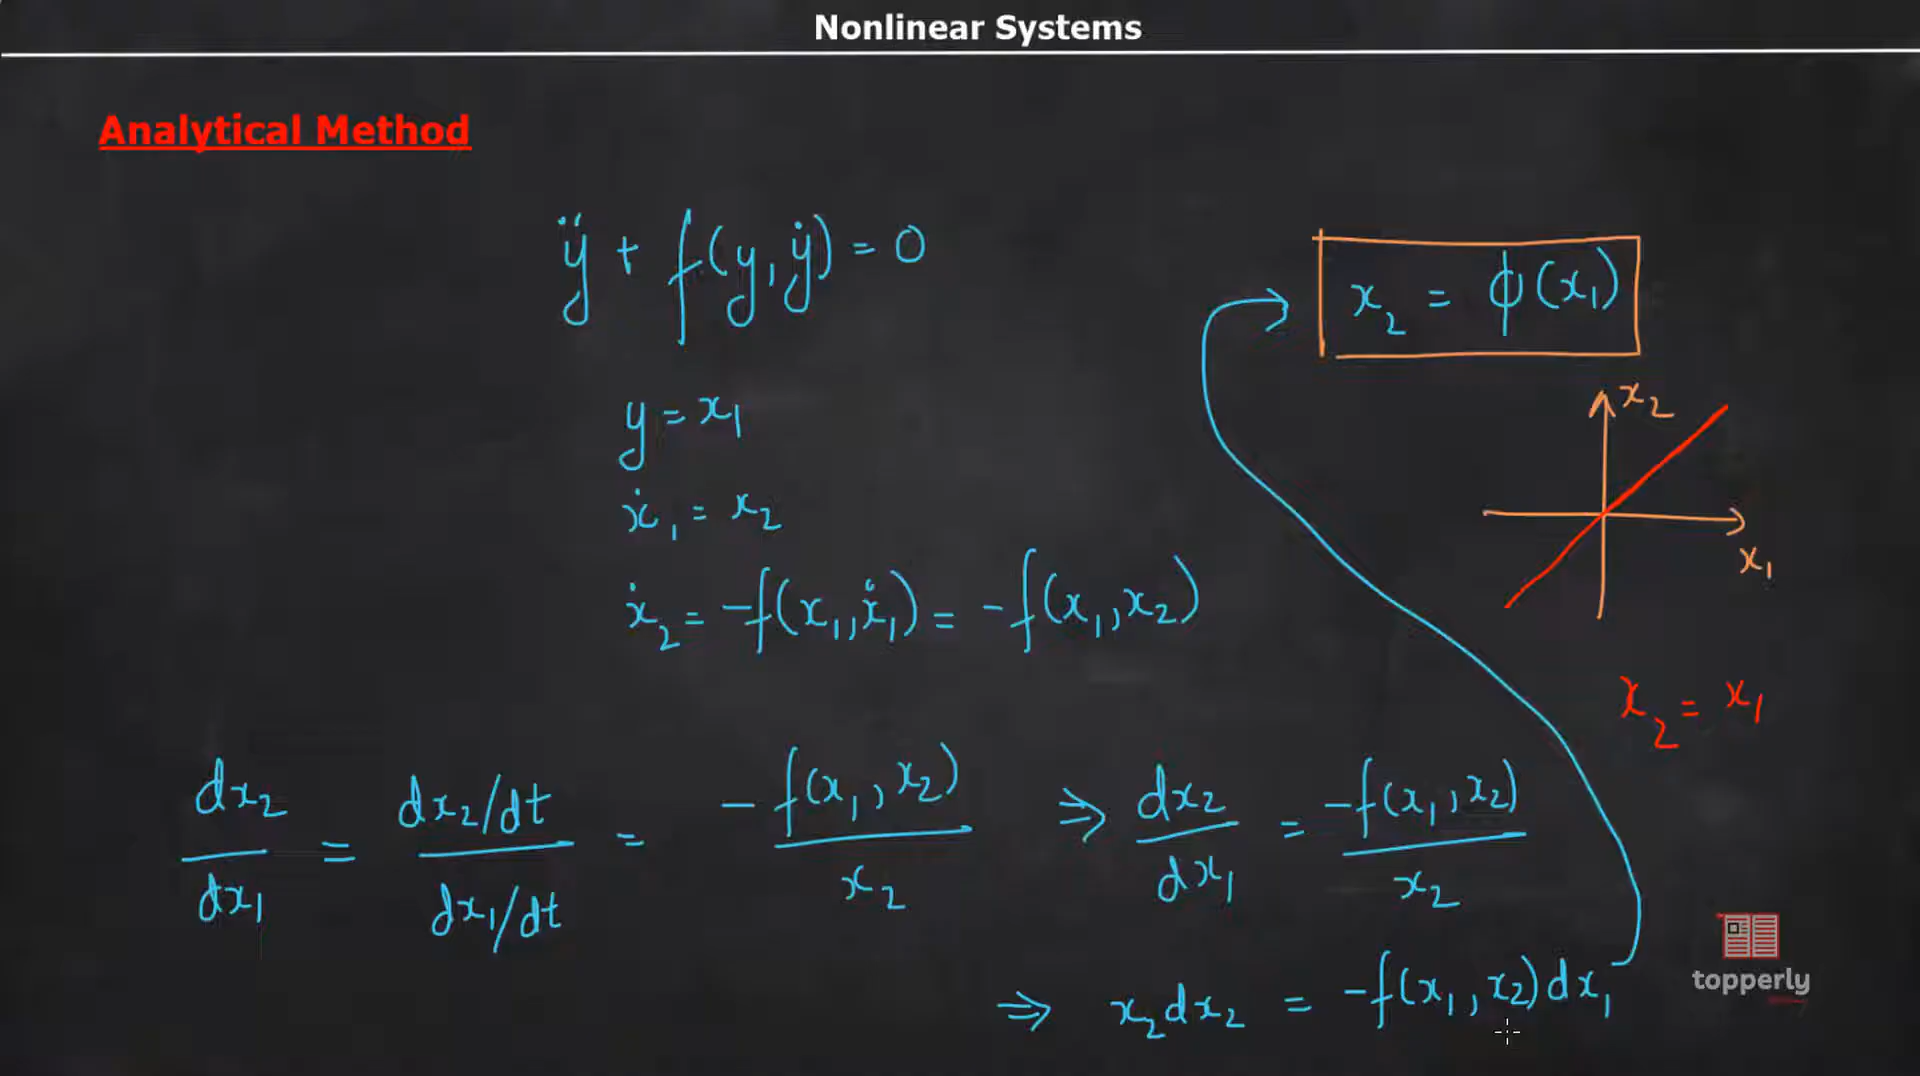 Nonlinear Systems
Analytical Method
ÿ + f(y, ẏ) = 0
x₂ = ϕ(x₁)
y = x₁
x₂
ẋ₁ = x₂
x₁
ẋ₂ = -f(x₁, ẋ₁) = -f(x₁, x₂)
x₂ = x₁
dx₂/dx₁ = (dx₂/dt)/(dx₁/dt) = -f(x₁, x₂)/x₂ ⇒ dx₂/dx₁ = -f(x₁, x₂)/x₂
⇒ x₂dx₂ = -f(x₁, x₂)dx₁
topperly